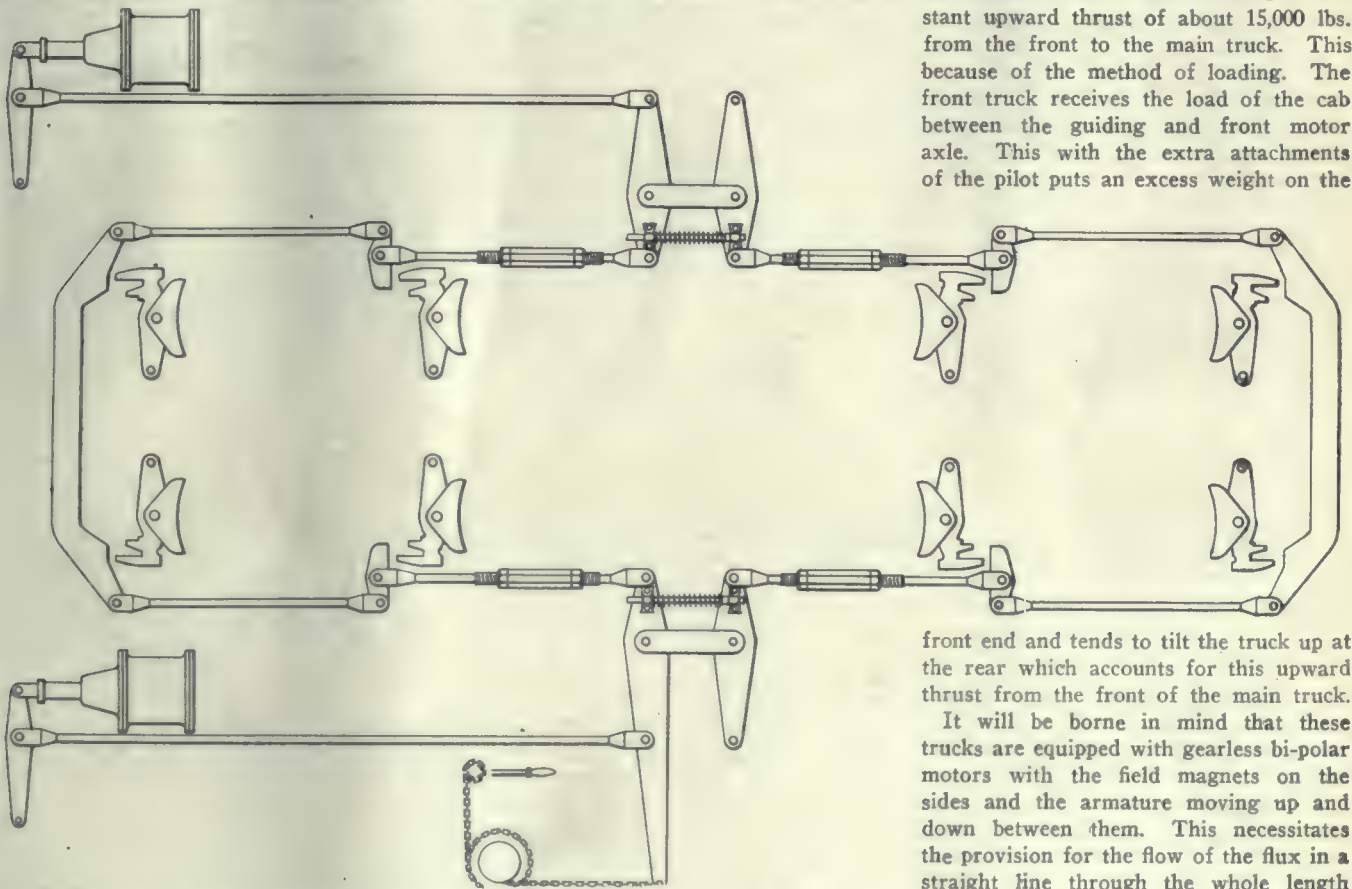 stant upward thrust of about 15,000 lbs.
from the front to the main truck. This
because of the method of loading. The
front truck receives the load of the cab
between the guiding and front motor
axle. This with the extra attachments
of the pilot puts an excess weight on the
front end and tends to tilt the truck up at
the rear which accounts for this upward
thrust from the front of the main truck.
It will be borne in mind that these
trucks are equipped with gearless bi-polar
motors with the field magnets on the
sides and the armature moving up and
down between them. This necessitates
the provision for the flow of the flux in a
straight line through the whole length